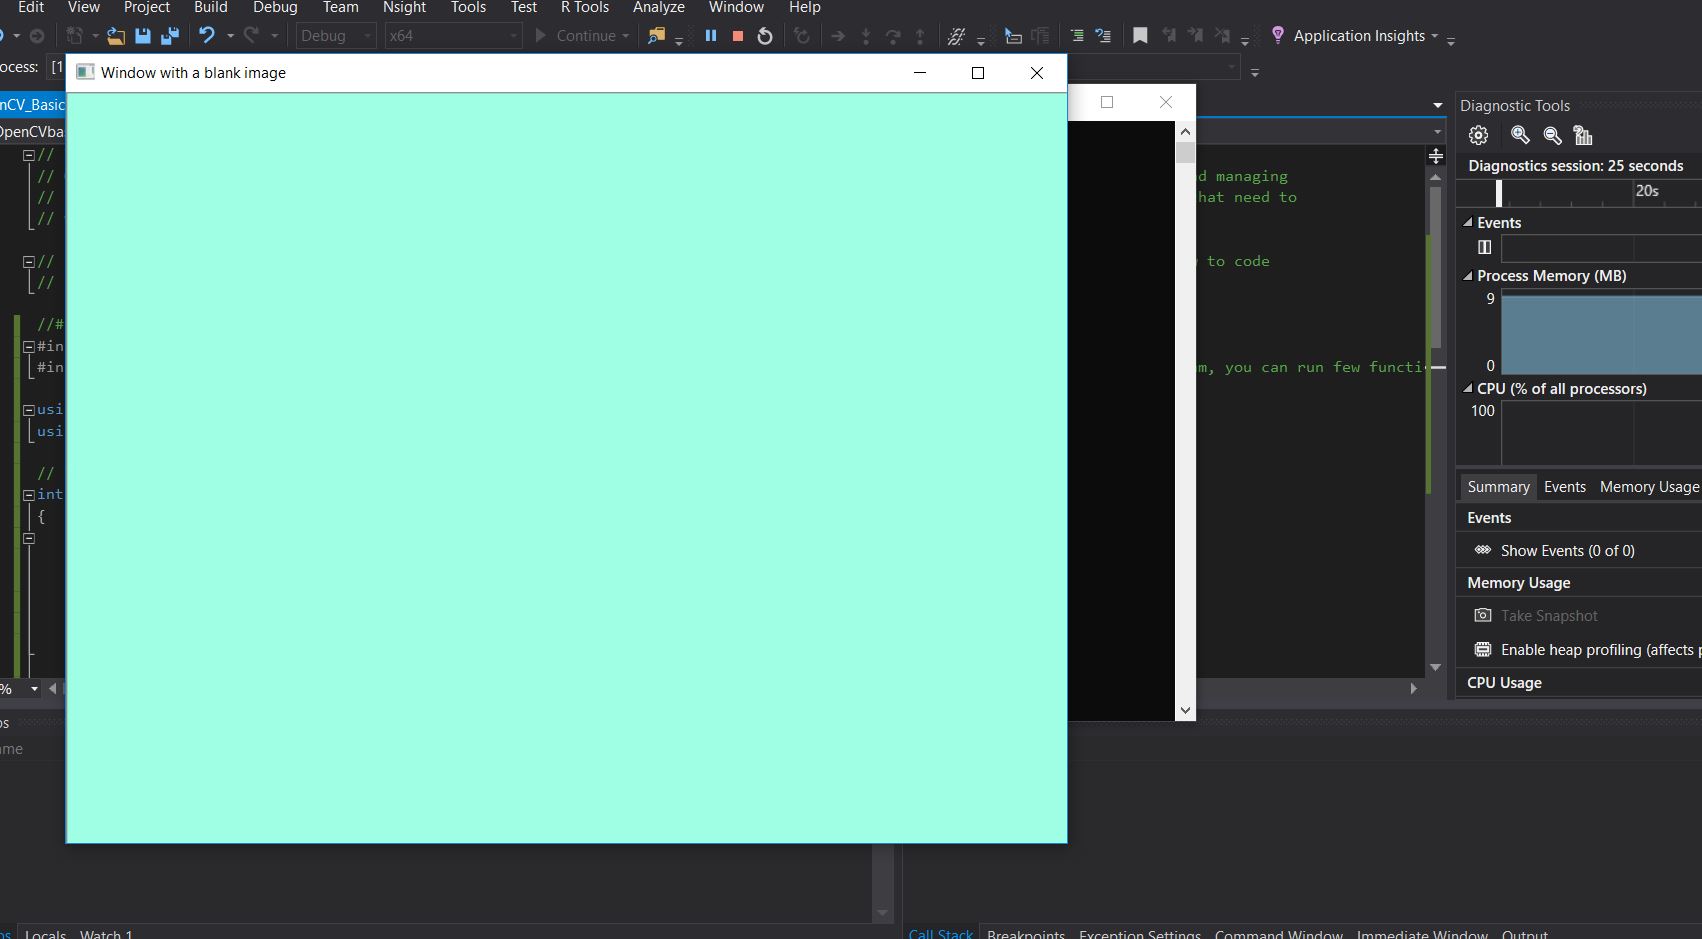 Edit View Project Build Debug Team Nsight Tools Test R Tools Analyze Window Help
Debug x64 Continue Application Insights
ocess: [1
Window with a blank image
nCV_Basic
OpenCVba
Diagnostic Tools
Diagnostics session: 25 seconds
20s
//
// d managing
// hat need to
//
// to code
//
//#
#in
#in m, you can run few functi
usi
usi
//
int
{
Events
Process Memory (MB)
9
0
CPU (% of all processors)
100
Summary Events Memory Usage
Events
Show Events (0 of 0)
Memory Usage
Take Snapshot
Enable heap profiling (affects p
CPU Usage
%
os
ame
os Locals Watch 1
Call Stack Breakpoints Exception Settings Command Window Immediate Window Output